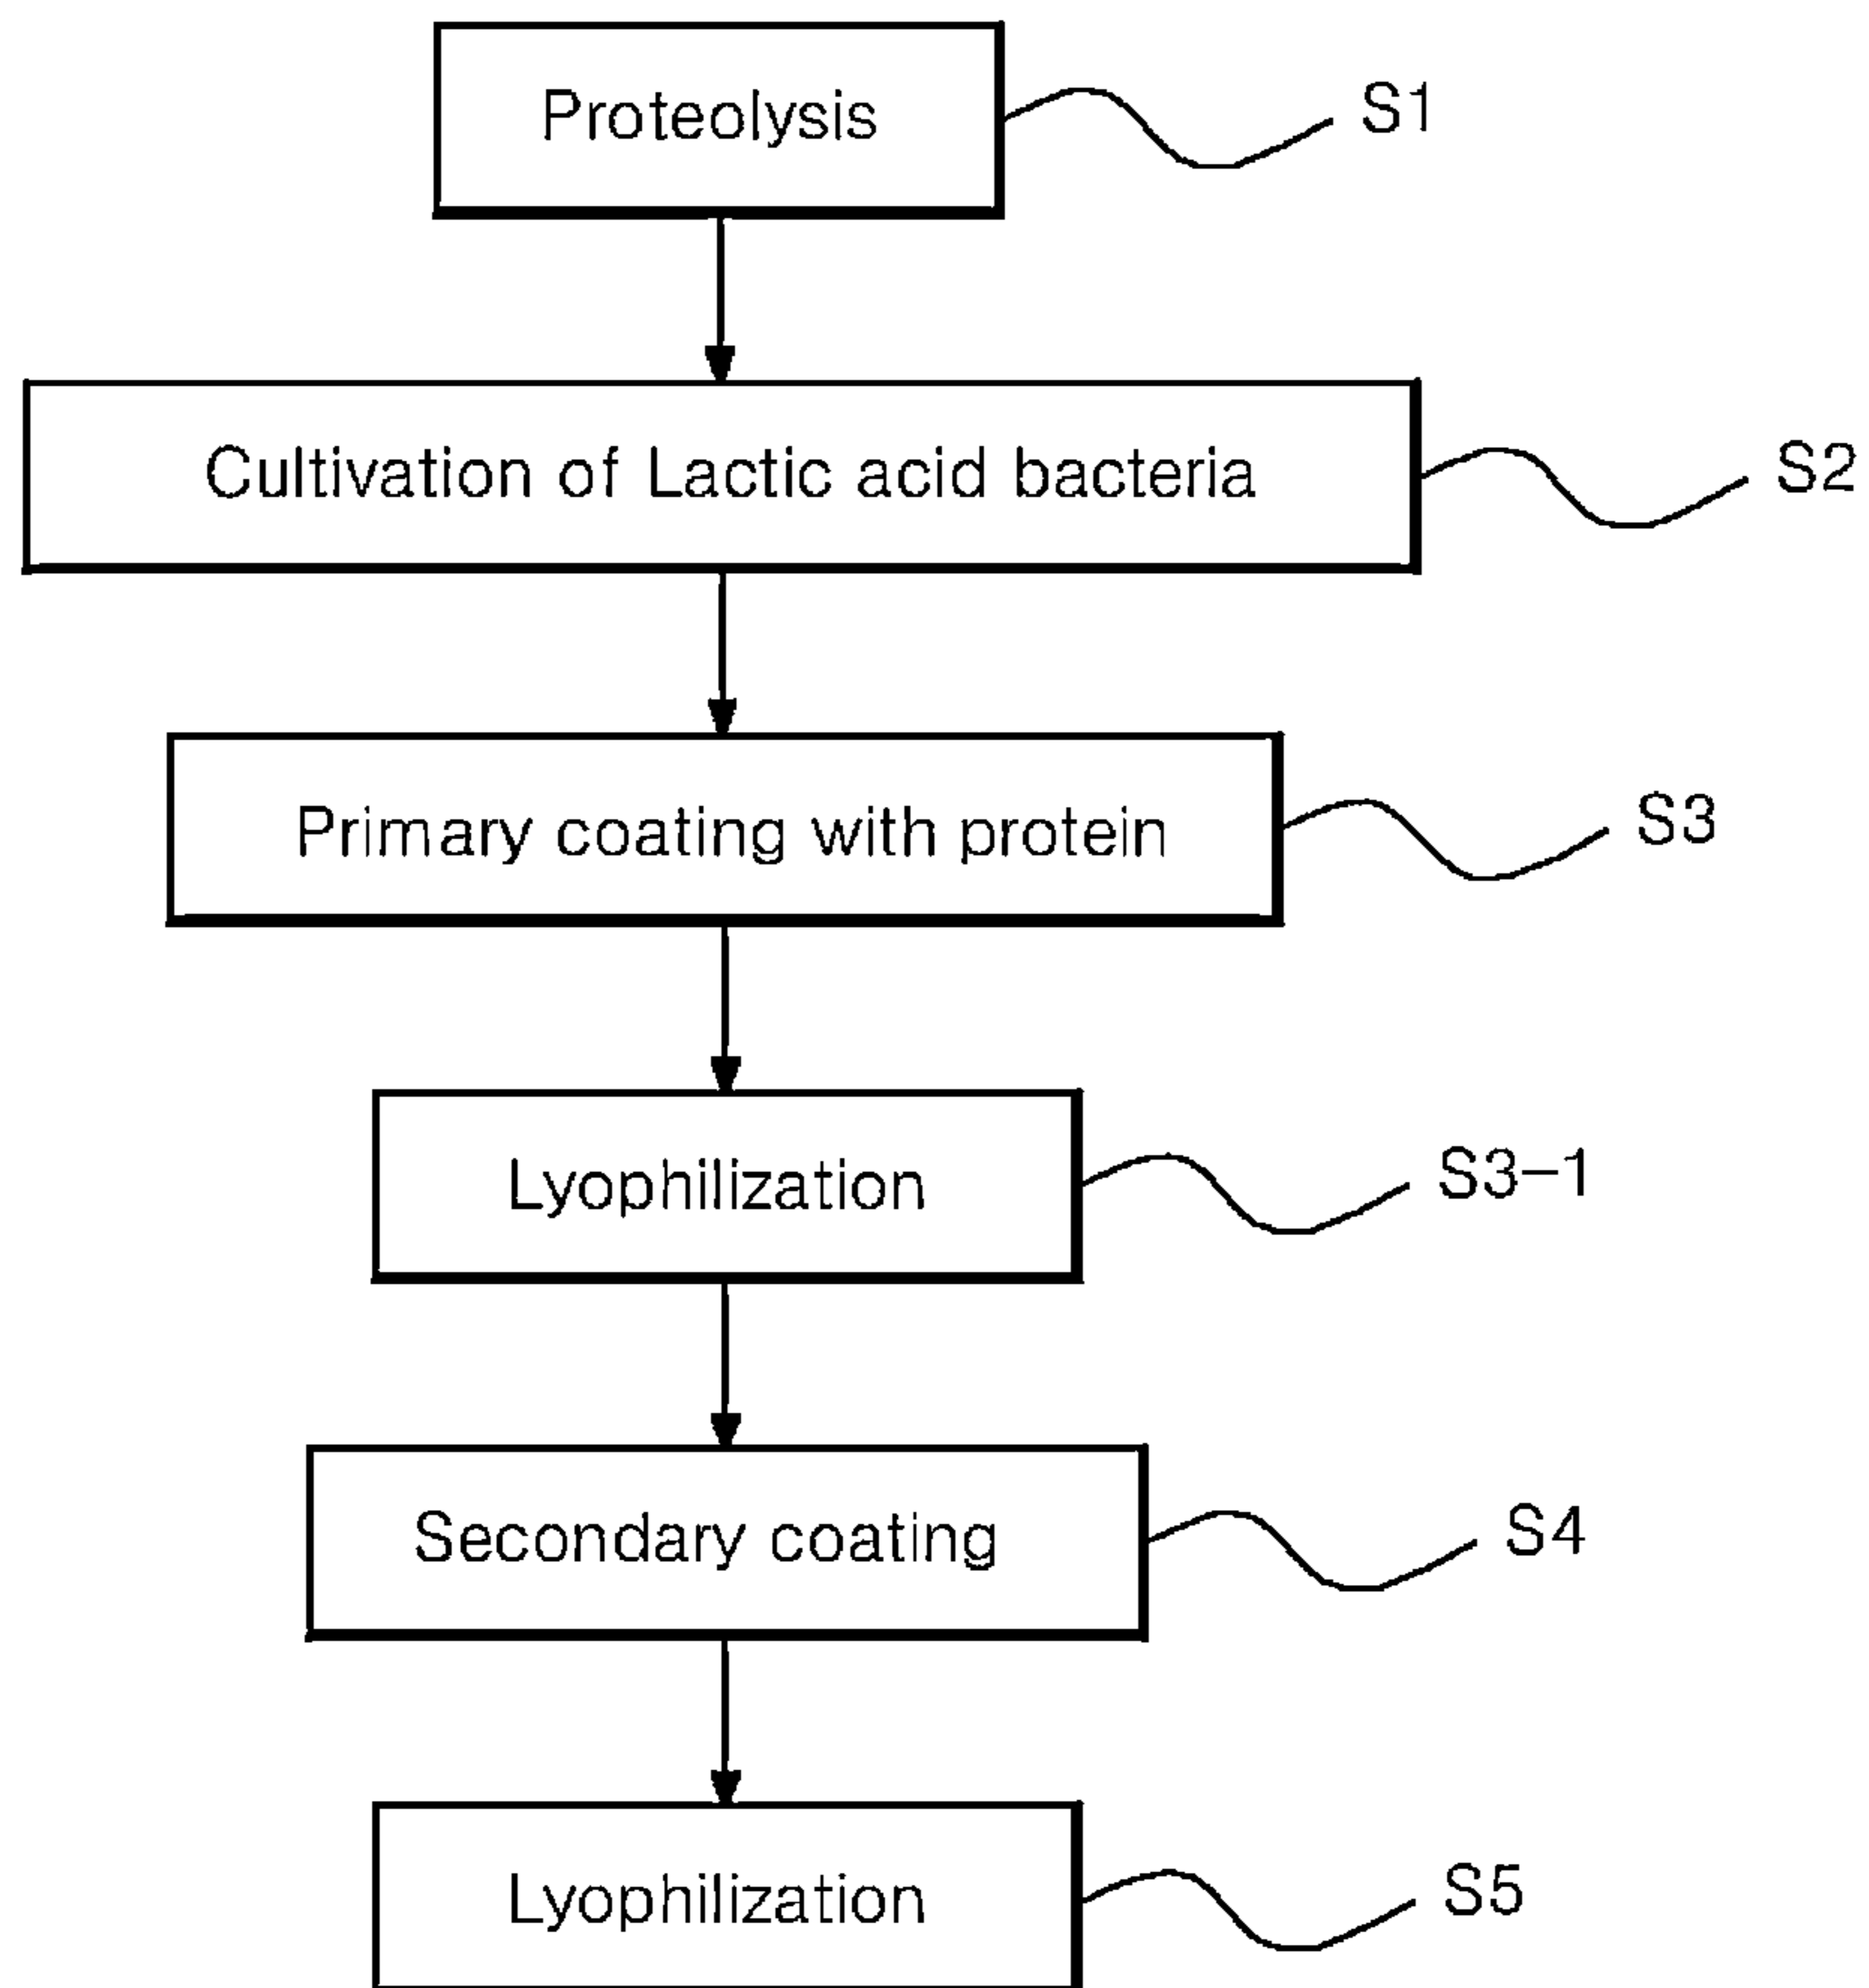 Proteolysis
S1
Cultivation of Lactic acid bacteria
S2
Primary coating with protein
S3
Lyophilization
S3-1
Secondary coating
S4
Lyophilization
S5